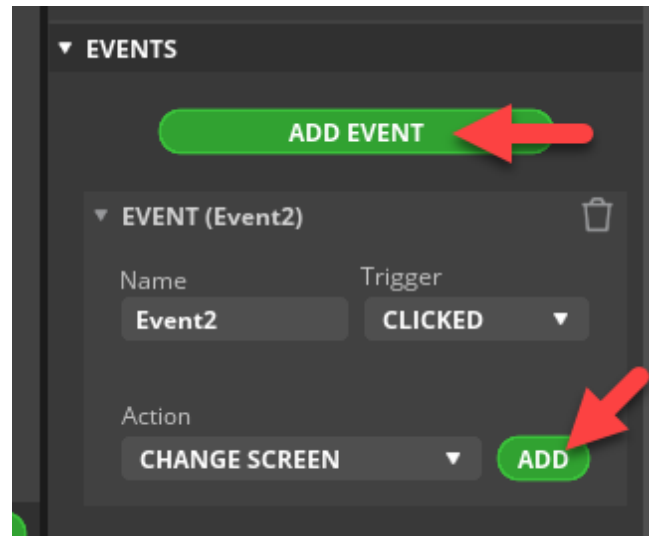 EVENTS
ADD EVENT
EVENT (Event2)
Name Trigger
Event2 CLICKED
Action
CHANGE SCREEN ADD